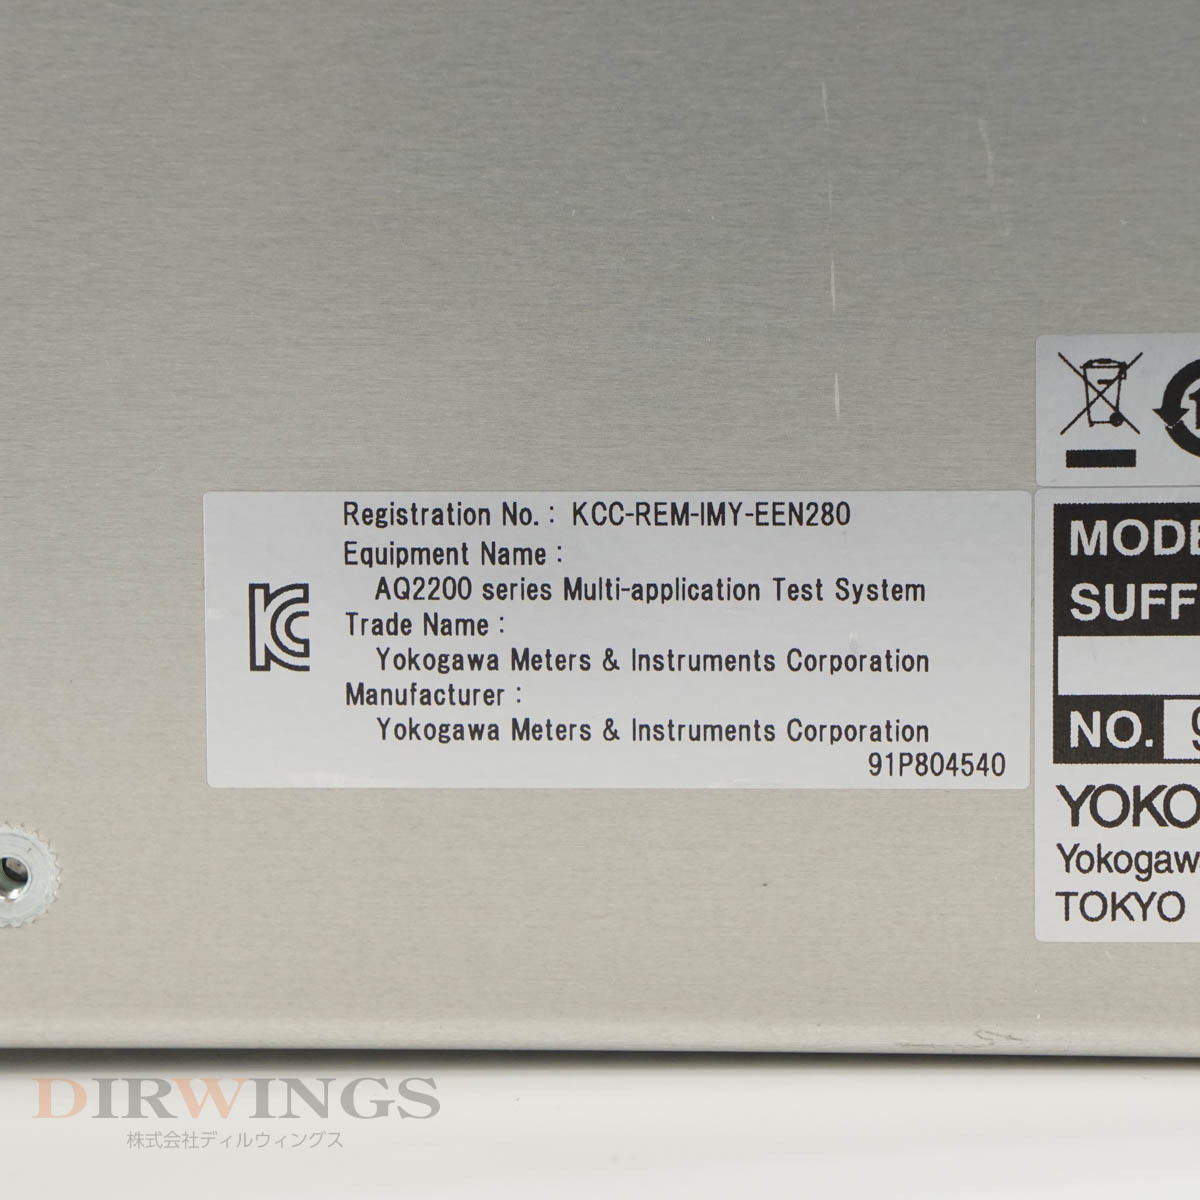 Registration No. : KCC-REM-IMY-EEN280
Equipment Name :
AQ2200 series Multi-application Test System
Trade Name :
Yokogawa Meters & Instruments Corporation
Manufacturer :
Yokogawa Meters & Instruments Corporation
91P804540
MODE
SUFF
NO. 9
YOKO
Yokogaw
TOKYO
DIRWINGS
株式会社ディルウィングス